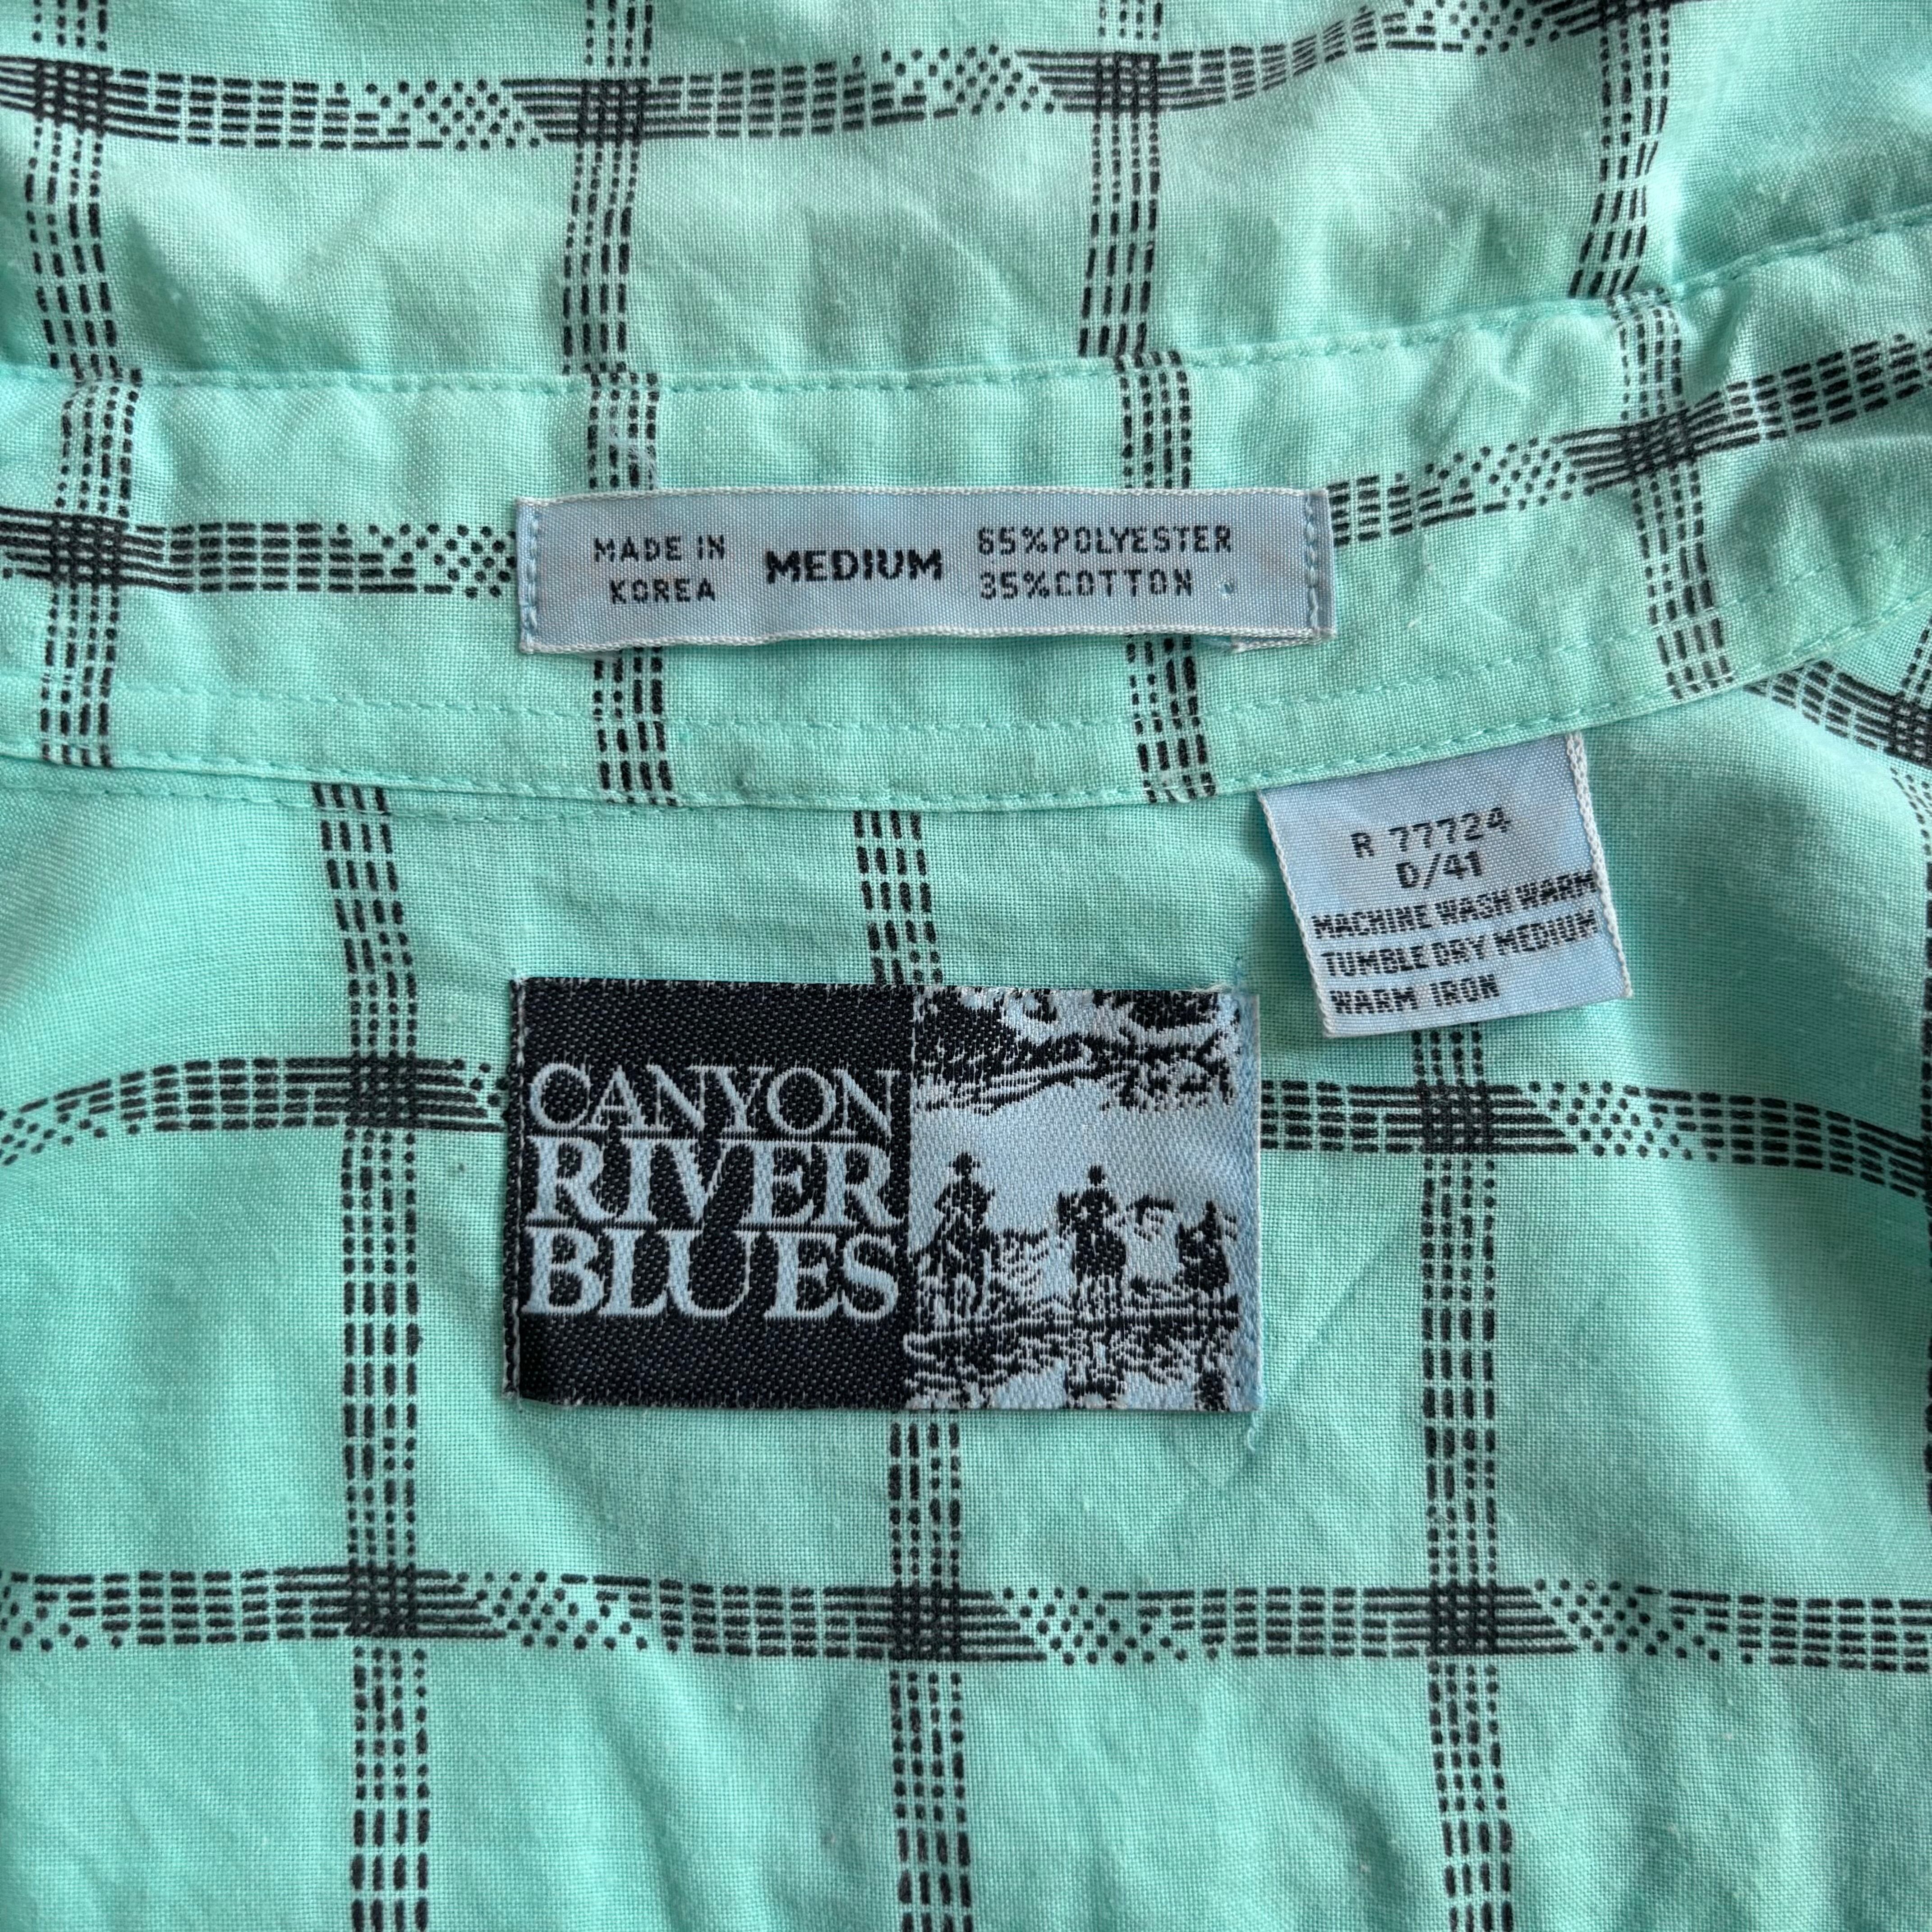 MADE IN
KOREA
MEDIUM
65%POLYESTER
35%COTTON
R 77724
D/41
MACHINE WASH WARM
TUMBLE DRY MEDIUM
WARM IRON
CANYON
RIVER
BLUES